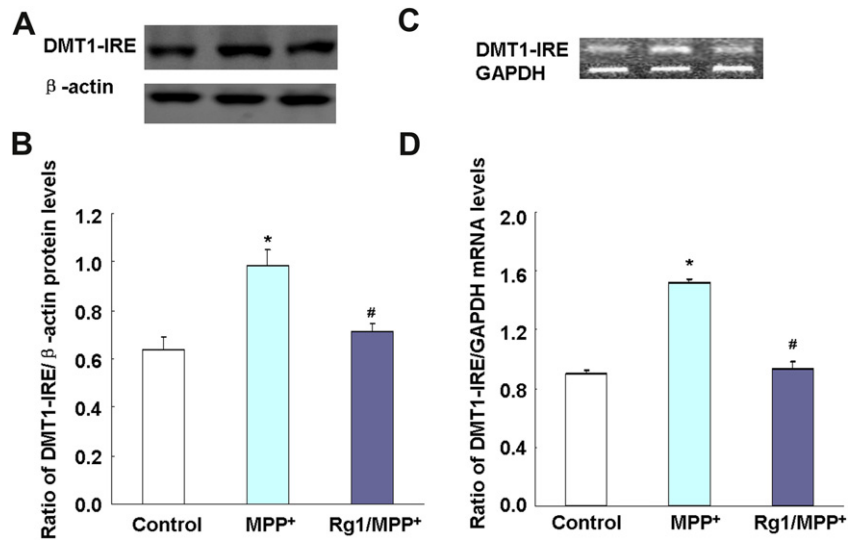 A
DMT1-IRE
β-actin
B
Ratio of DMT1-IRE/β-actin protein levels
1.2
1.0
0.8
0.6
0.4
0.2
0.0
*
#
Control
MPP+
Rg1/MPP+
C
DMT1-IRE
GAPDH
D
Ratio of DMT1-IRE/GAPDH mRNA levels
2.0
1.6
1.2
0.8
0.4
0.0
*
#
Control
MPP+
Rg1/MPP+